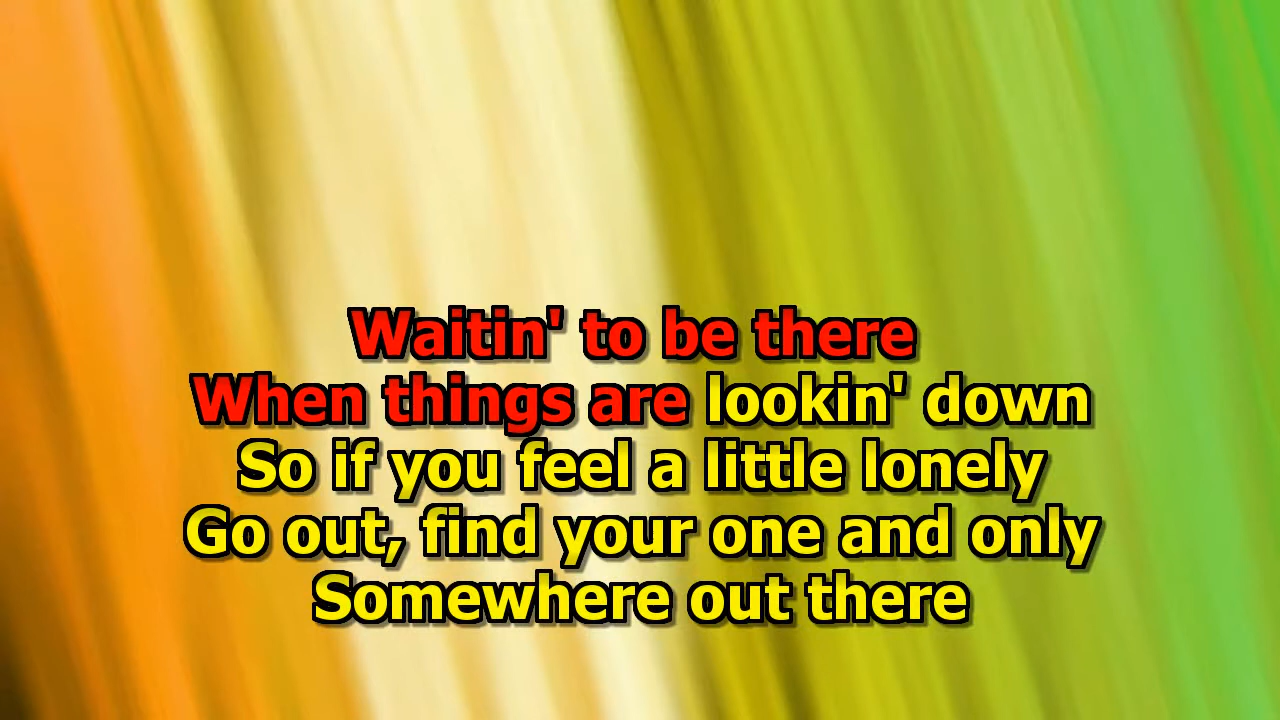 Waitin' to be there
When things are lookin' down
So if you feel a little lonely
Go out, find your one and only
Somewhere out there